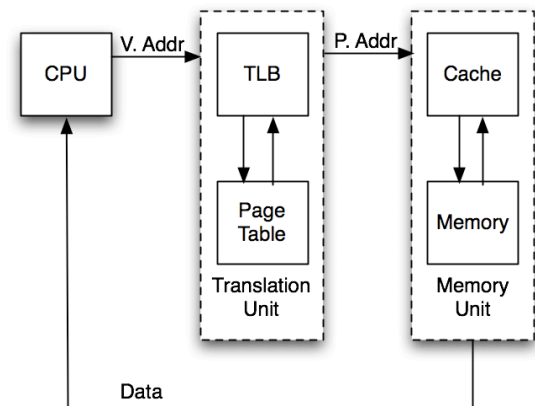 V. Addr
P. Addr
CPU
TLB
Cache
Page
Table
Memory
Translation
Unit
Memory
Unit
Data